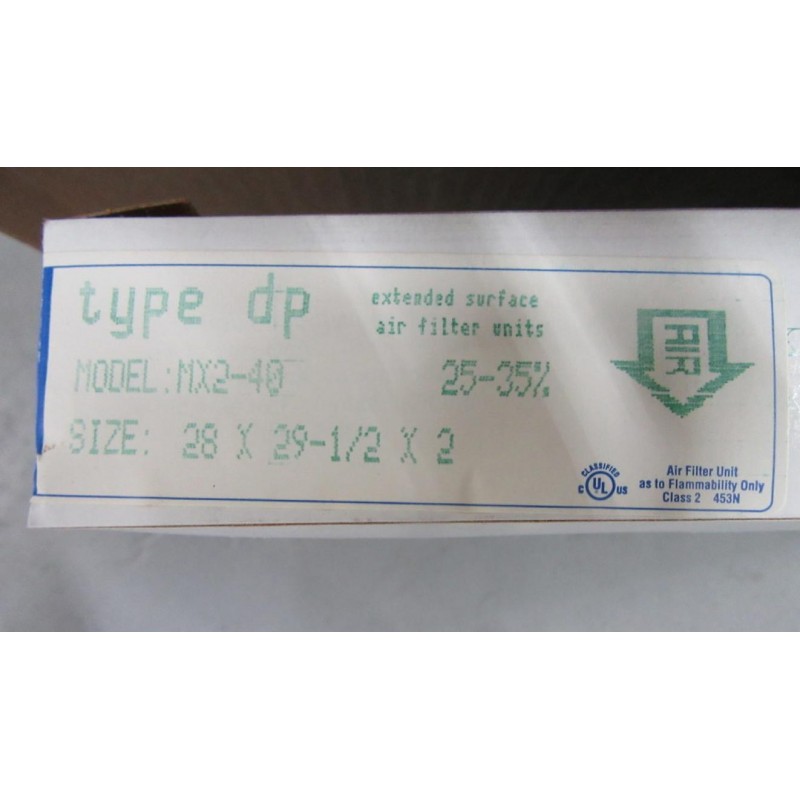 type dp
extended surface
air filter units
MODEL:MX2-40
25-35%
SIZE: 28 X 29-1/2 X 2
AIR
CLASSIFIED
C UL US
Air Filter Unit
as to Flammability Only
Class 2 453N